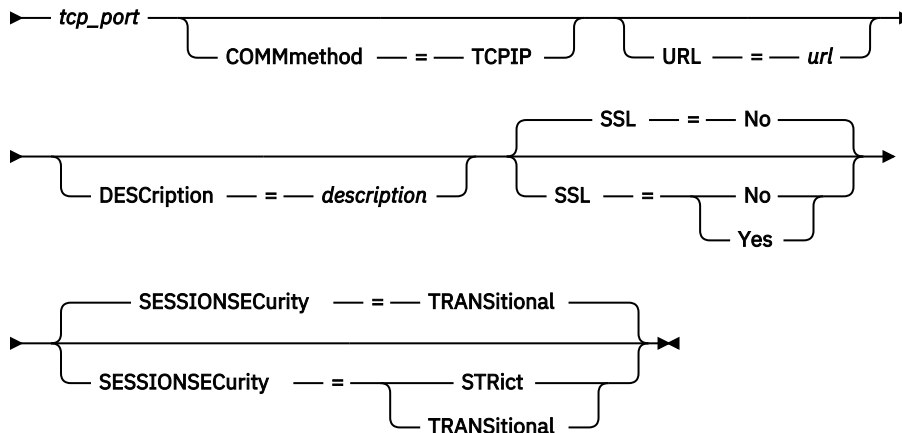 tcp_port
COMMmethod = TCPIP URL = url
SSL = No
DESCription = description SSL = No
Yes
SESSIONSECurity = TRANSitional
SESSIONSECurity = STRict
TRANSitional